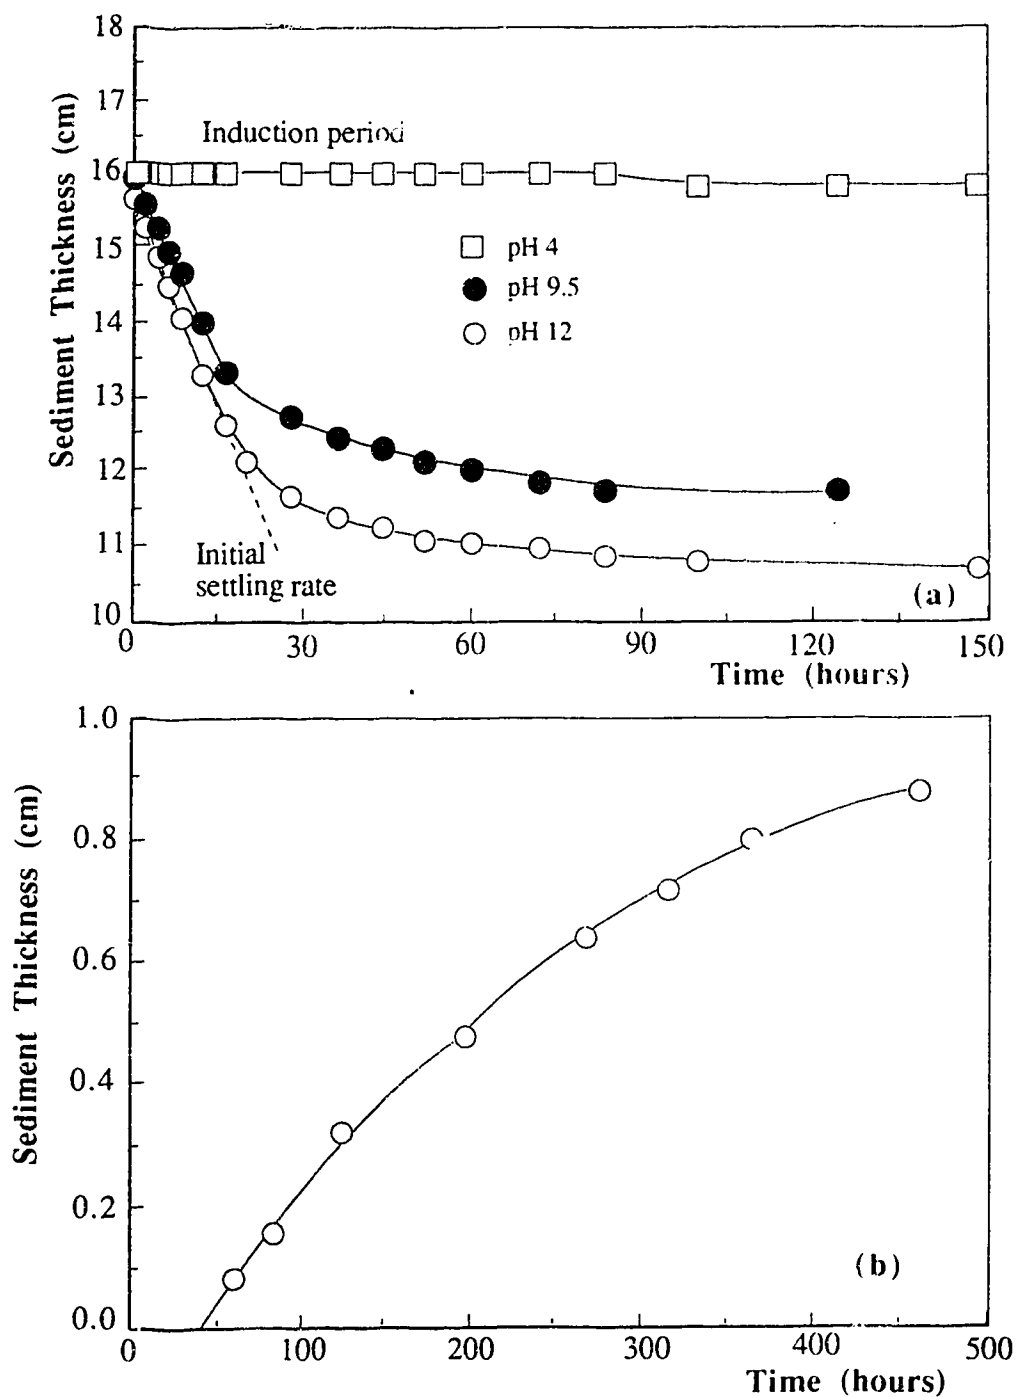 18
17
16
15
14
13
12
11
10
Sediment Thickness (cm)
Induction period
pH 4
pH 9.5
pH 12
Initial
settling rate
(a)
0 30 60 90 120 150
Time (hours)
1.0
0.8
0.6
0.4
0.2
0.0
Sediment Thickness (cm)
(b)
0 100 200 300 400 500
Time (hours)